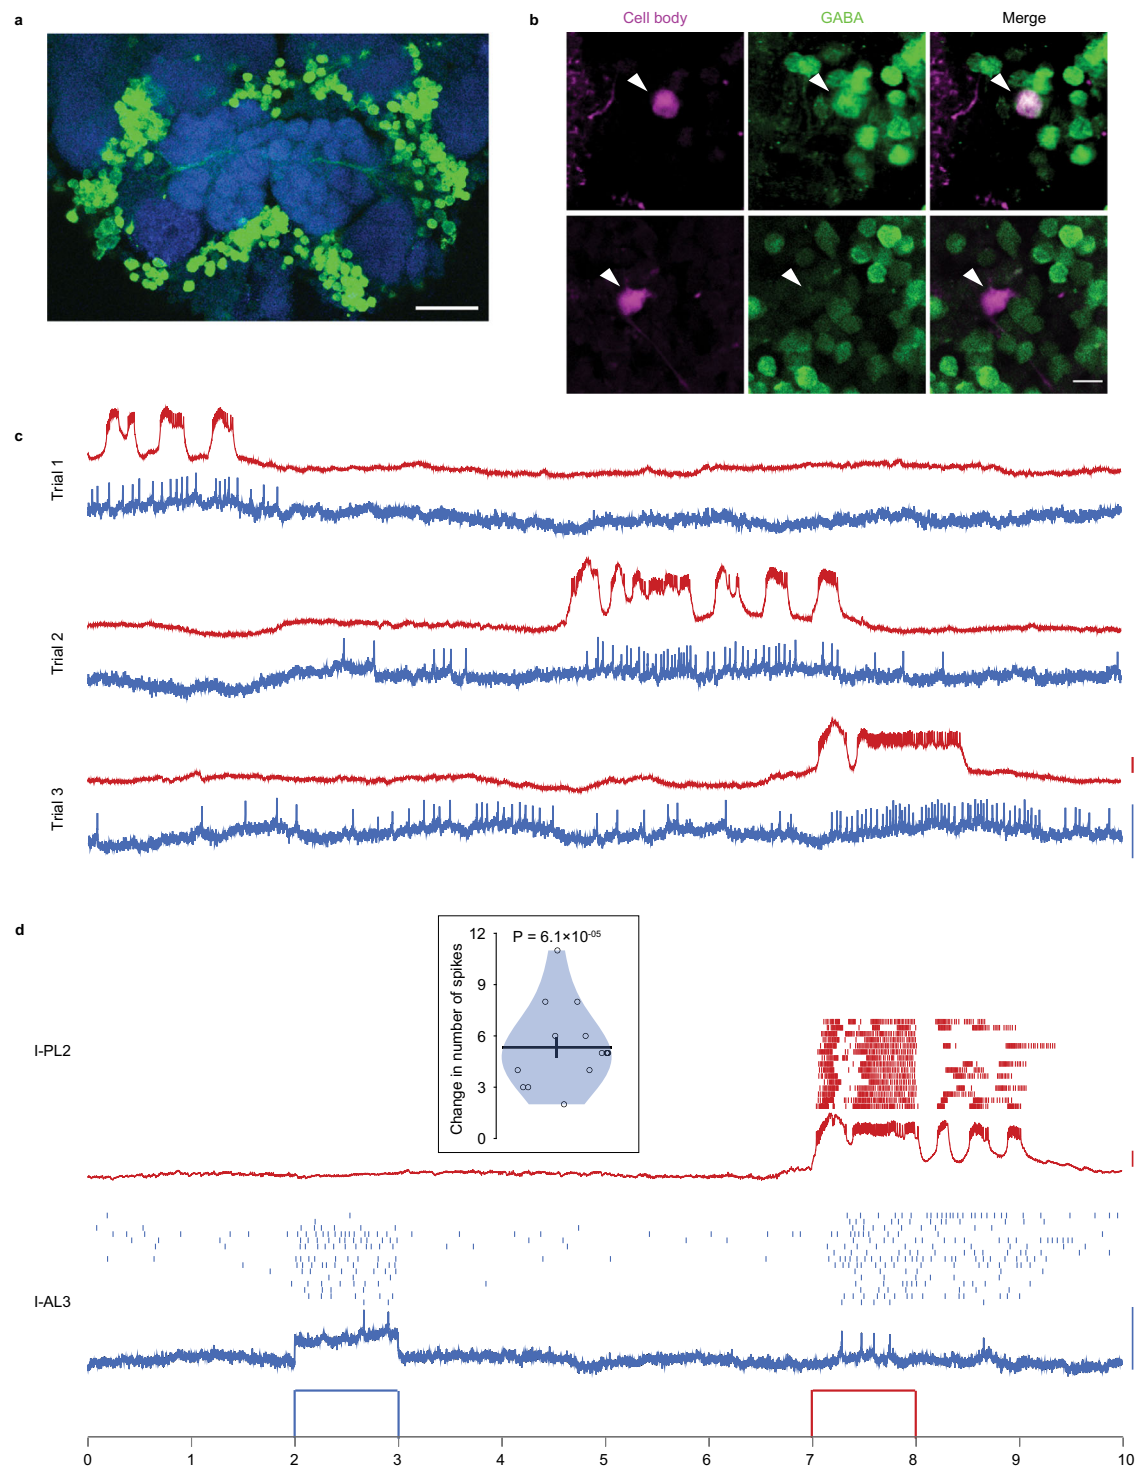 a
b
Cell body
GABA
Merge
c
Trial 1
Trial 2
Trial 3
d
12
P = 6.1×10-05
9
6
3
0
Change in number of spikes
I-PL2
I-AL3
0 1 2 3 4 5 6 7 8 9 10